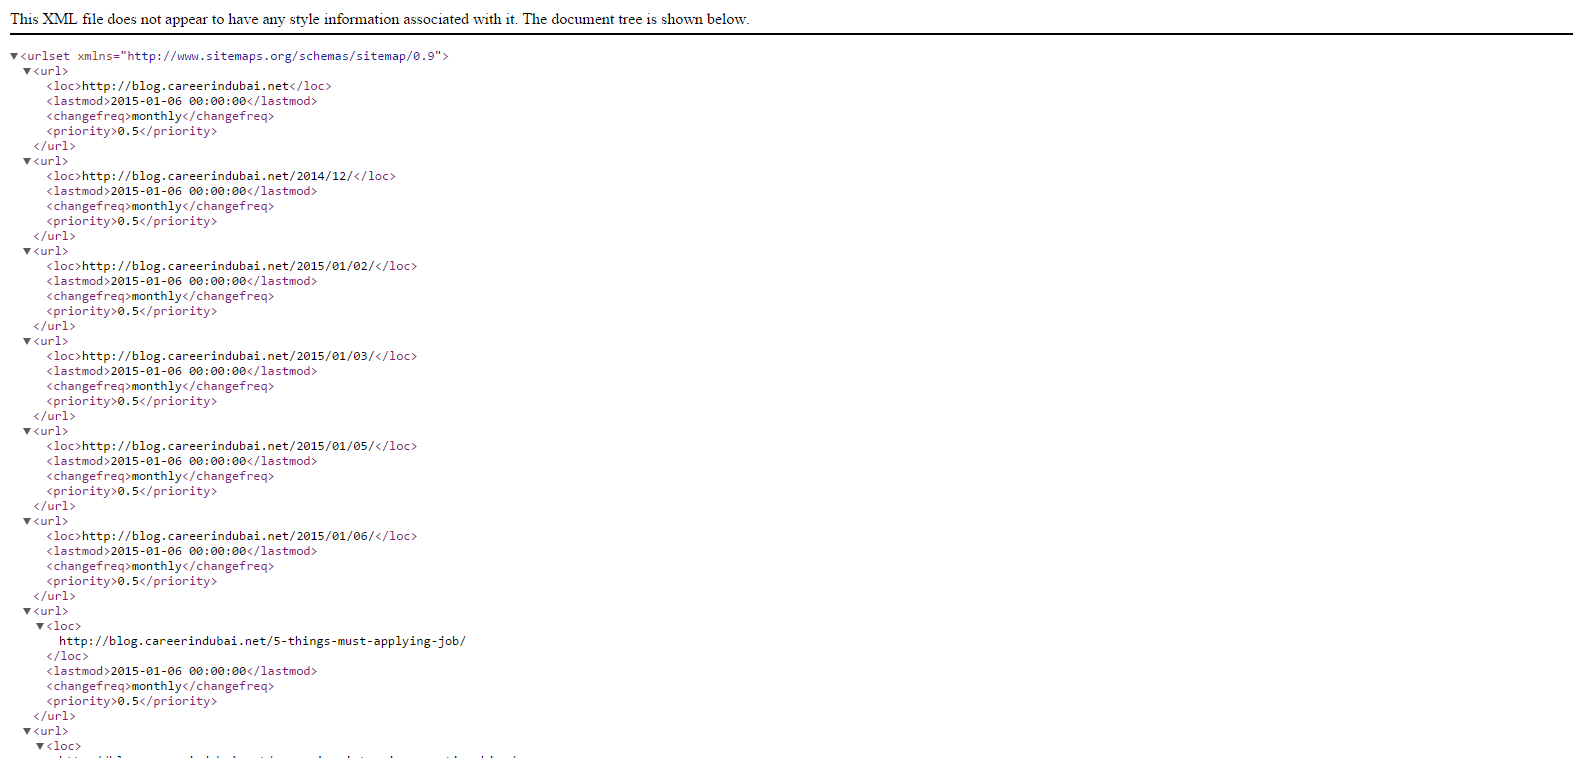 This XML file does not appear to have any style information associated with it. The document tree is shown below.
▼<urlset xmlns="http://www.sitemaps.org/schemas/sitemap/0.9">
▼<url>
<loc>http://blog.careerindubai.net</loc>
<lastmod>2015-01-06 00:00:00</lastmod>
<changefreq>monthly</changefreq>
<priority>0.5</priority>
</url>
▼<url>
<loc>http://blog.careerindubai.net/2014/12/</loc>
<lastmod>2015-01-06 00:00:00</lastmod>
<changefreq>monthly</changefreq>
<priority>0.5</priority>
</url>
▼<url>
<loc>http://blog.careerindubai.net/2015/01/02/</loc>
<lastmod>2015-01-06 00:00:00</lastmod>
<changefreq>monthly</changefreq>
<priority>0.5</priority>
</url>
▼<url>
<loc>http://blog.careerindubai.net/2015/01/03/</loc>
<lastmod>2015-01-06 00:00:00</lastmod>
<changefreq>monthly</changefreq>
<priority>0.5</priority>
</url>
▼<url>
<loc>http://blog.careerindubai.net/2015/01/05/</loc>
<lastmod>2015-01-06 00:00:00</lastmod>
<changefreq>monthly</changefreq>
<priority>0.5</priority>
</url>
▼<url>
<loc>http://blog.careerindubai.net/2015/01/06/</loc>
<lastmod>2015-01-06 00:00:00</lastmod>
<changefreq>monthly</changefreq>
<priority>0.5</priority>
</url>
▼<url>
▼<loc>
http://blog.careerindubai.net/5-things-must-applying-job/
</loc>
<lastmod>2015-01-06 00:00:00</lastmod>
<changefreq>monthly</changefreq>
<priority>0.5</priority>
</url>
▼<url>
▼<loc>